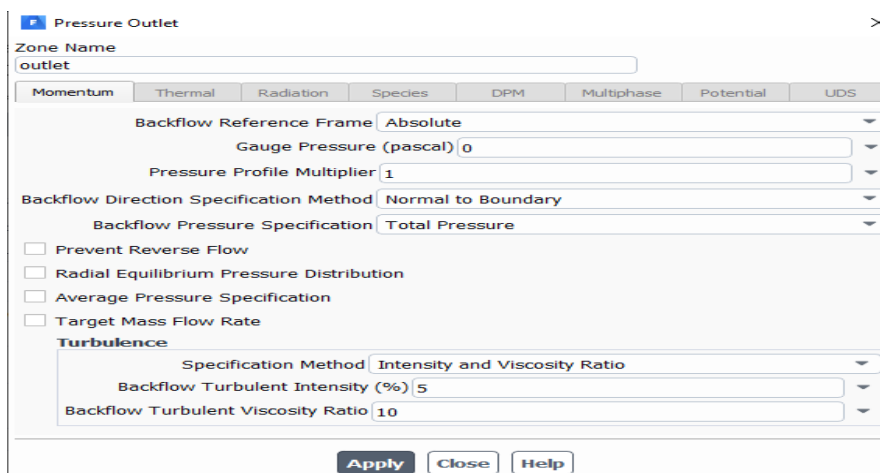 F Pressure Outlet
Zone Name
outlet
Momentum Thermal Radiation Species DPM Multiphase Potential UDS
Backflow Reference Frame Absolute
Gauge Pressure (pascal) 0
Pressure Profile Multiplier 1
Backflow Direction Specification Method Normal to Boundary
Backflow Pressure Specification Total Pressure
Prevent Reverse Flow
Radial Equilibrium Pressure Distribution
Average Pressure Specification
Target Mass Flow Rate
Turbulence
Specification Method Intensity and Viscosity Ratio
Backflow Turbulent Intensity (%) 5
Backflow Turbulent Viscosity Ratio 10
Apply Close Help